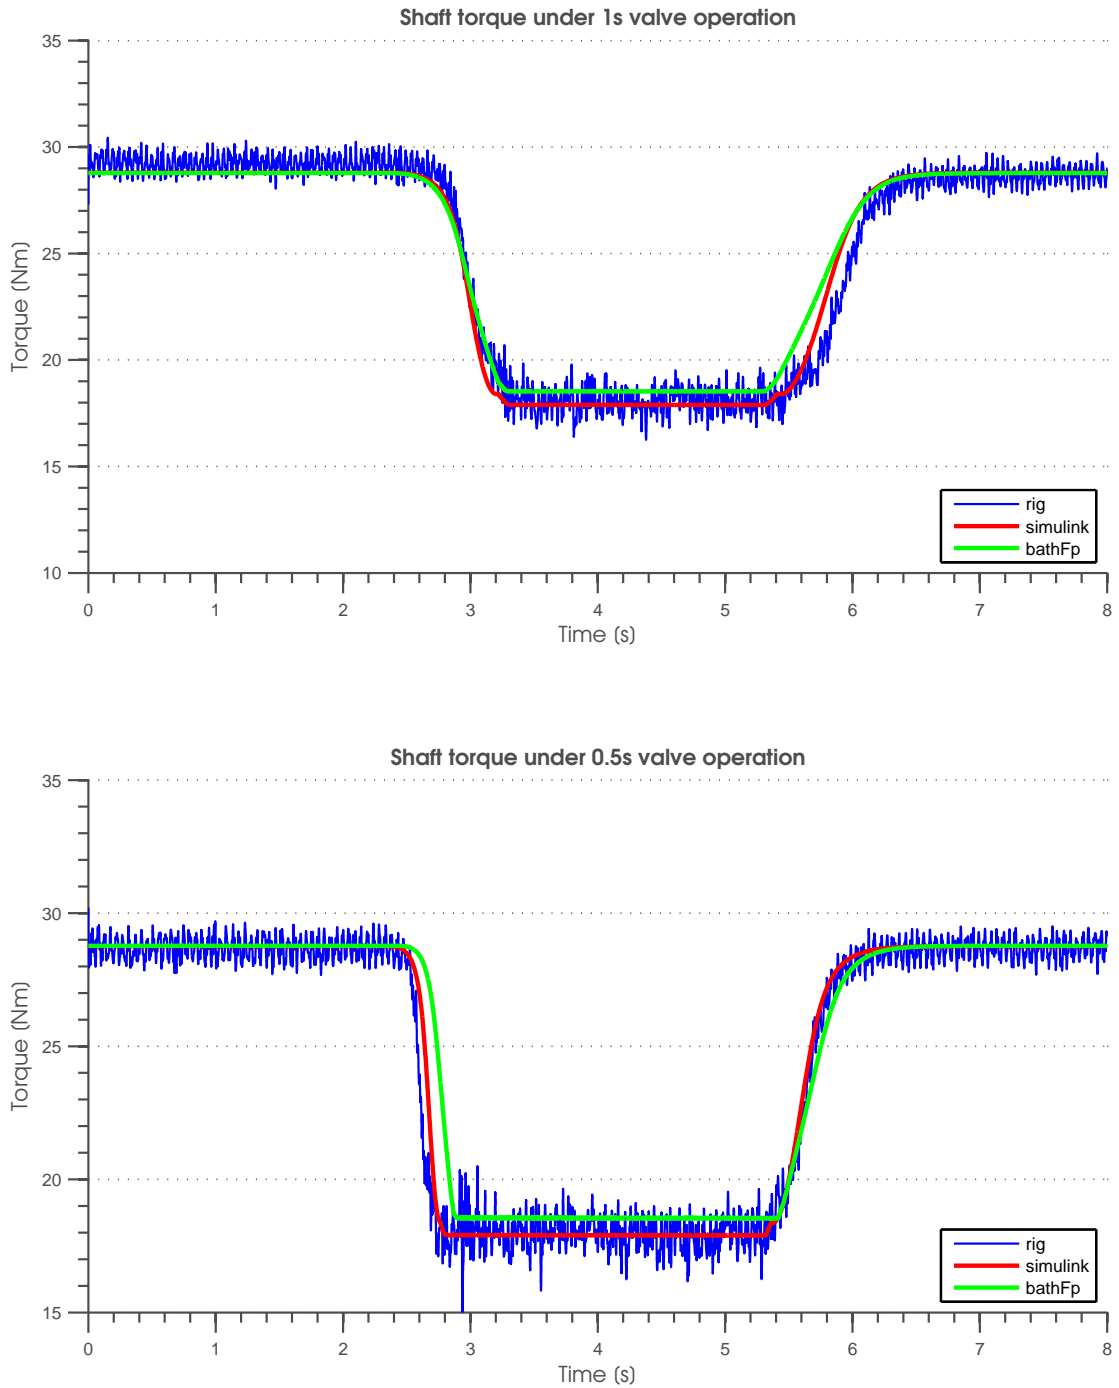 Shaft torque under 1s valve operation
35
30
25
20
15
10
Torque (Nm)
rig
simulink
bathFp
0 1 2 3 4 5 6 7 8
Time (s)
Shaft torque under 0.5s valve operation
35
30
25
20
15
Torque (Nm)
rig
simulink
bathFp
0 1 2 3 4 5 6 7 8
Time (s)